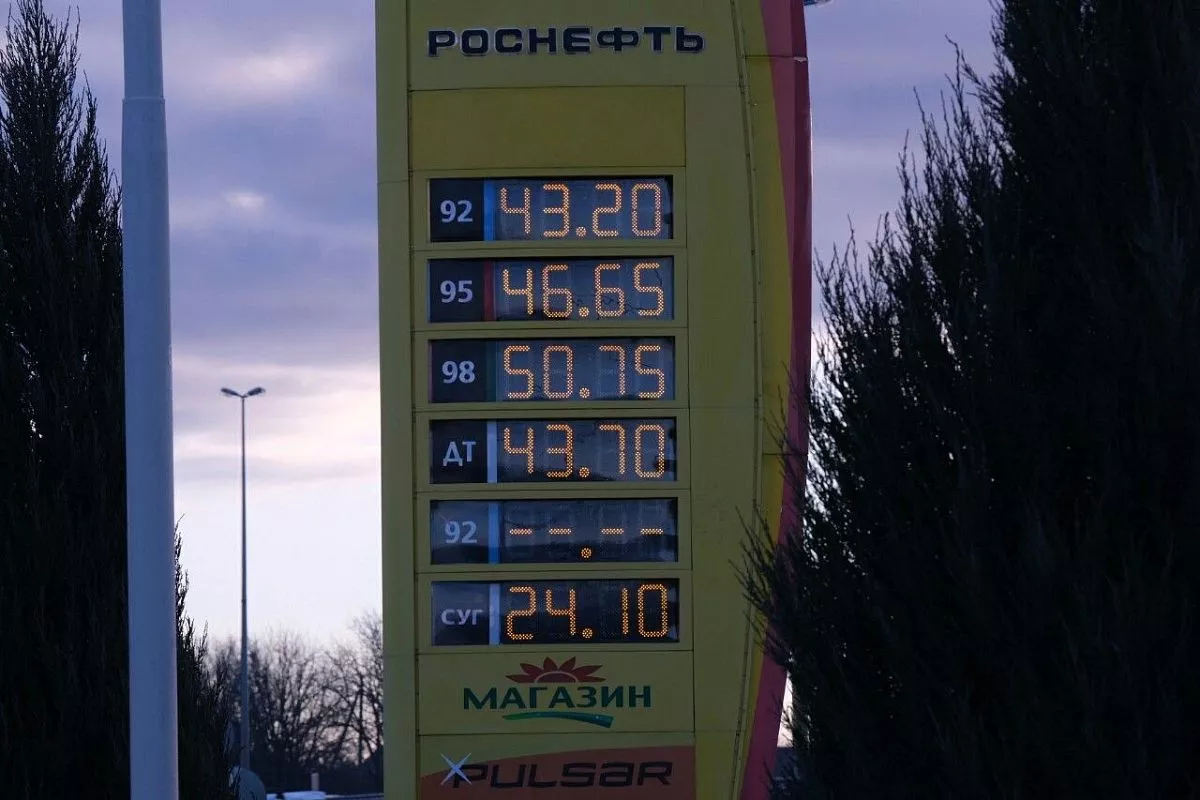 РОСНЕФТЬ
92 43.20
95 46.65
98 50.75
ДТ 43.70
92 --.--
СУГ 24.10
МАГАЗИН
PULSAR